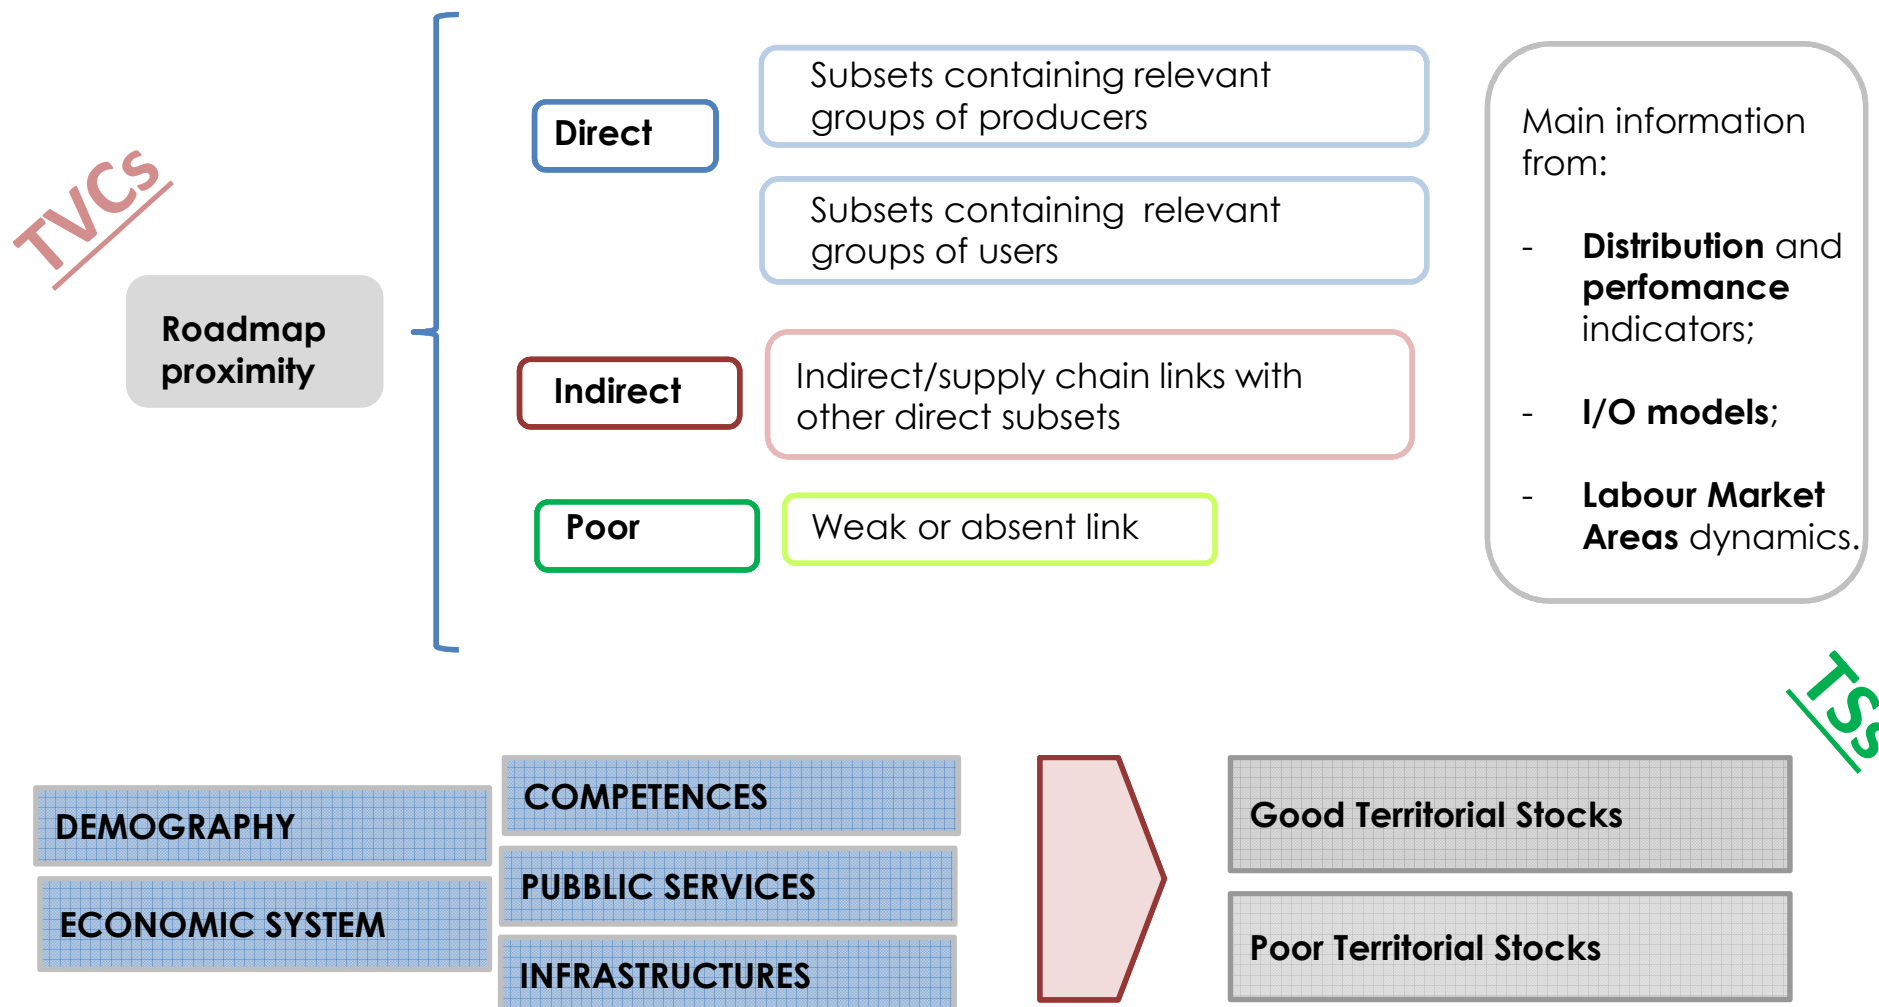 TVCs
Roadmap
proximity
Direct
Subsets containing relevant
groups of producers
Subsets containing relevant
groups of users
Indirect
Indirect/supply chain links with
other direct subsets
Poor
Weak or absent link
Main information
from:
- Distribution and
perfomance
indicators;
- I/O models;
- Labour Market
Areas dynamics.
TSs
DEMOGRAPHY
ECONOMIC SYSTEM
COMPETENCES
PUBBLIC SERVICES
INFRASTRUCTURES
Good Territorial Stocks
Poor Territorial Stocks